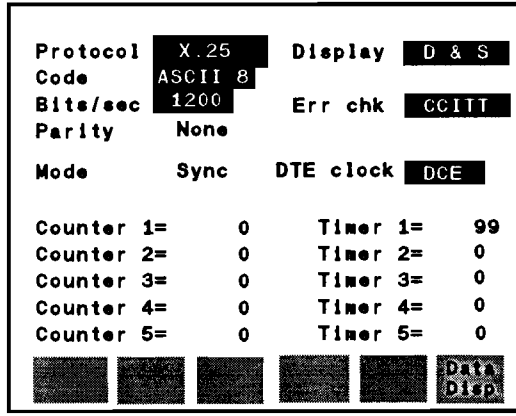 Protocol X.25 Display D & S
Code ASCII 8
Bits/sec 1200 Err chk CCITT
Parity None
Mode Sync DTE clock DCE
Counter 1= 0 Timer 1= 99
Counter 2= 0 Timer 2= 0
Counter 3= 0 Timer 3= 0
Counter 4= 0 Timer 4= 0
Counter 5= 0 Timer 5= 0
Data
Disp